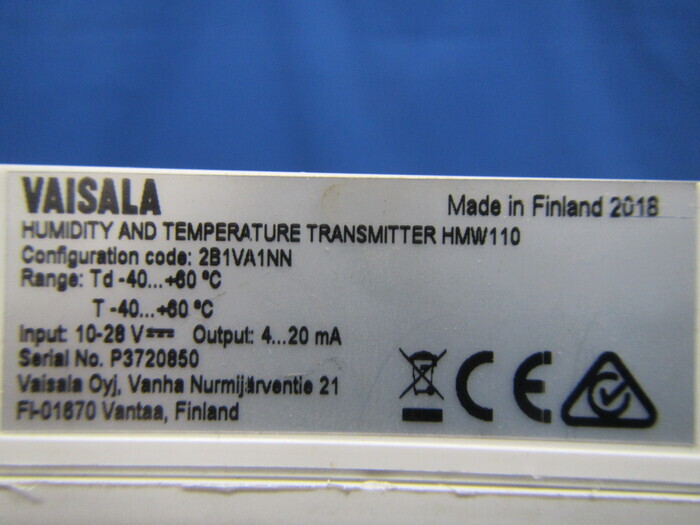 VAISALA
Made in Finland 2018
HUMIDITY AND TEMPERATURE TRANSMITTER HMW110
Configuration code: 2B1VA1NN
Range: Td -40...+60 °C
T -40...+60 °C
Input: 10-28 V⎓ Output: 4...20 mA
Serial No. P3720850
Vaisala Oyj, Vanha Nurmijärventie 21
FI-01670 Vantaa, Finland
CE